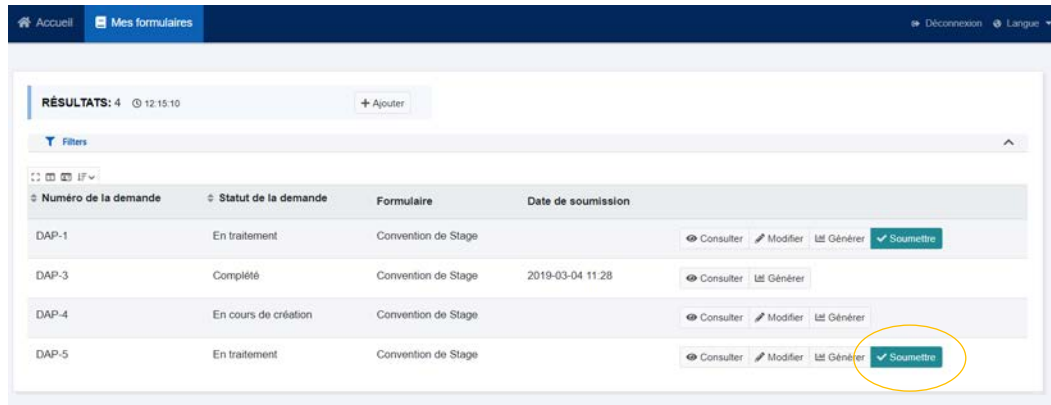 Accueil Mes formulaires Déconnexion Langue
RÉSULTATS: 4 12:15:10 + Ajouter
Filters
Numéro de la demande Statut de la demande Formulaire Date de soumission
DAP-1 En traitement Convention de Stage Consulter Modifier Générer Soumettre
DAP-3 Complété Convention de Stage 2019-03-04 11:28 Consulter Générer
DAP-4 En cours de création Convention de Stage Consulter Modifier Générer
DAP-5 En traitement Convention de Stage Consulter Modifier Générer Soumettre